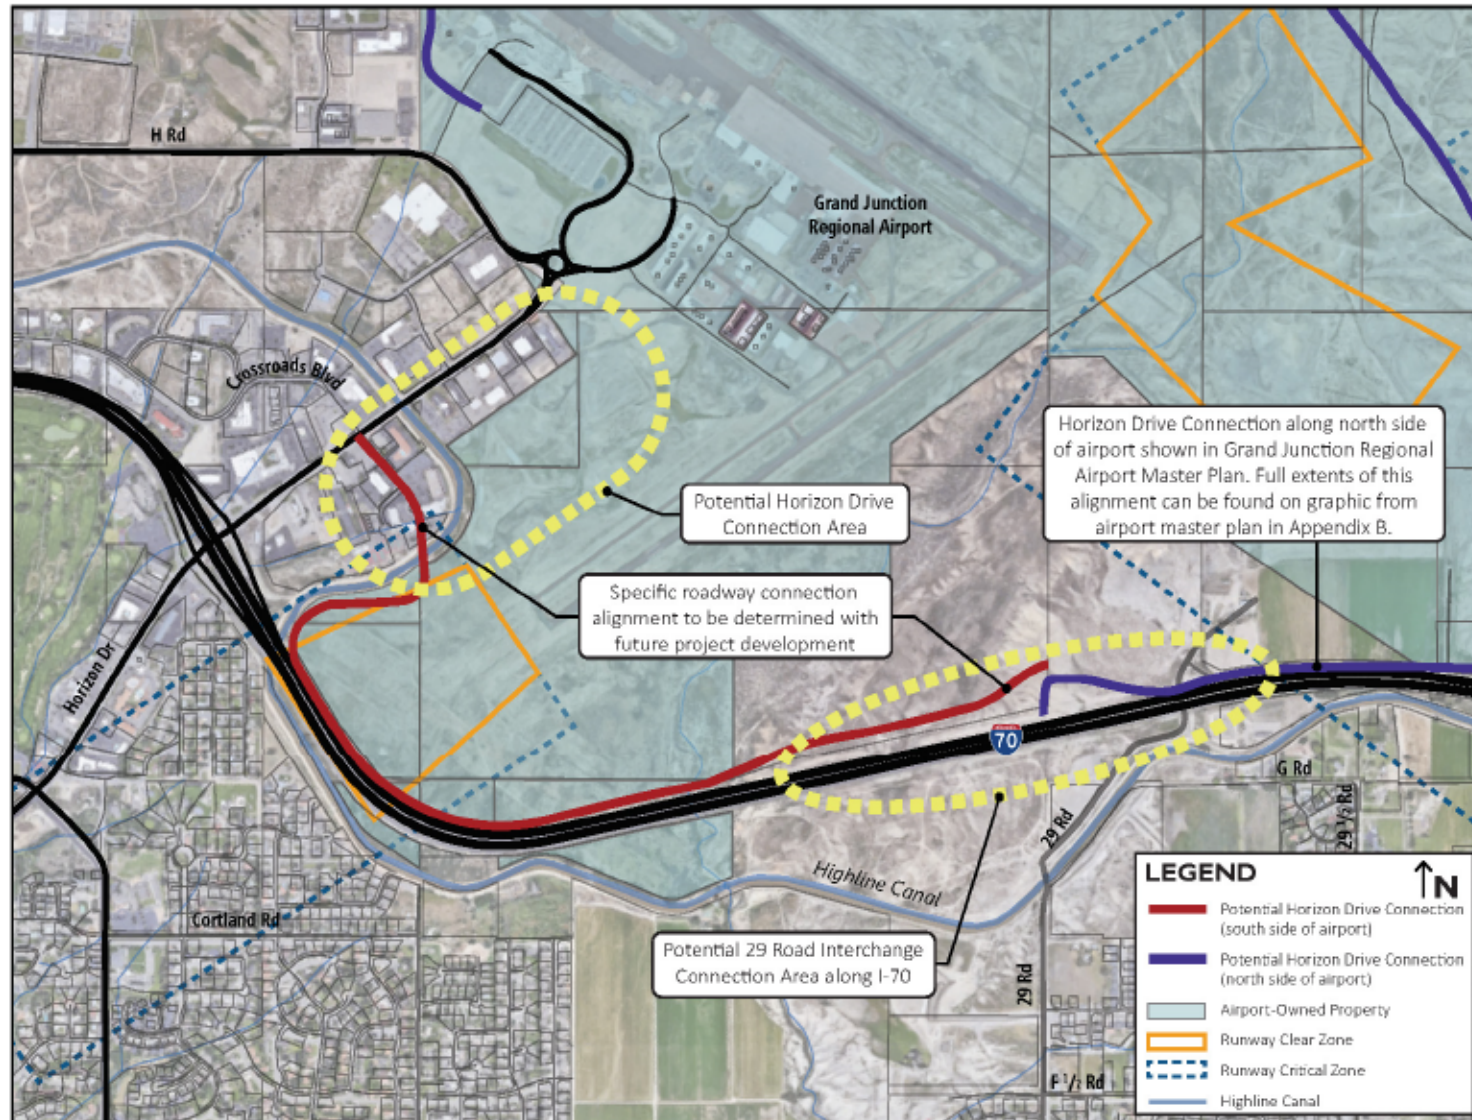 H Rd
Grand Junction
Regional Airport
Crossroads Blvd
Horizon Drive Connection along north side
of airport shown in Grand Junction Regional
Airport Master Plan. Full extents of this
alignment can be found on graphic from
airport master plan in Appendix B.
Potential Horizon Drive
Connection Area
Specific roadway connection
alignment to be determined with
future project development
Horizon Dr
70
G Rd
29 Rd
29 1/2 Rd
Highline Canal
Cortland Rd
Potential 29 Road Interchange
Connection Area along I-70
29 Rd
F 1/2 Rd
LEGEND
N
Potential Horizon Drive Connection
(south side of airport)
Potential Horizon Drive Connection
(north side of airport)
Airport-Owned Property
Runway Clear Zone
Runway Critical Zone
Highline Canal